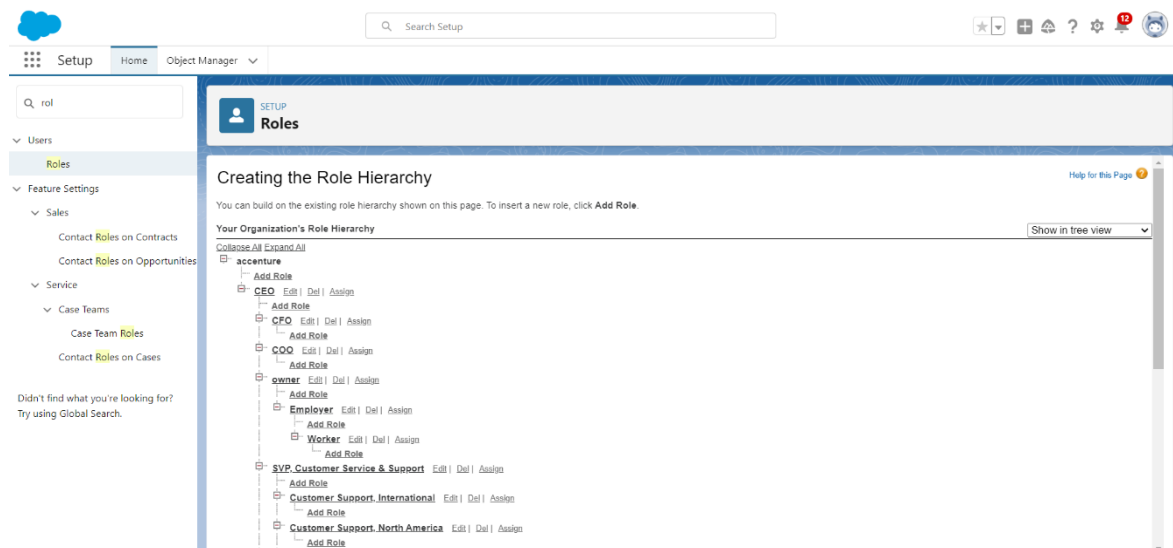 Search Setup
12
Setup
Home
Object Manager
rol
Users
Roles
Feature Settings
Sales
Contact Roles on Contracts
Contact Roles on Opportunities
Service
Case Teams
Case Team Roles
Contact Roles on Cases
Didn't find what you're looking for?
Try using Global Search.
SETUP
Roles
Creating the Role Hierarchy
Help for this Page
You can build on the existing role hierarchy shown on this page. To insert a new role, click Add Role.
Your Organization's Role Hierarchy
Show in tree view
Collapse All Expand All
accenture
Add Role
CEO Edit | Del | Assign
Add Role
CFO Edit | Del | Assign
Add Role
COO Edit | Del | Assign
Add Role
owner Edit | Del | Assign
Add Role
Employer Edit | Del | Assign
Add Role
Worker Edit | Del | Assign
Add Role
SVP, Customer Service & Support Edit | Del | Assign
Add Role
Customer Support, International Edit | Del | Assign
Add Role
Customer Support, North America Edit | Del | Assign
Add Role